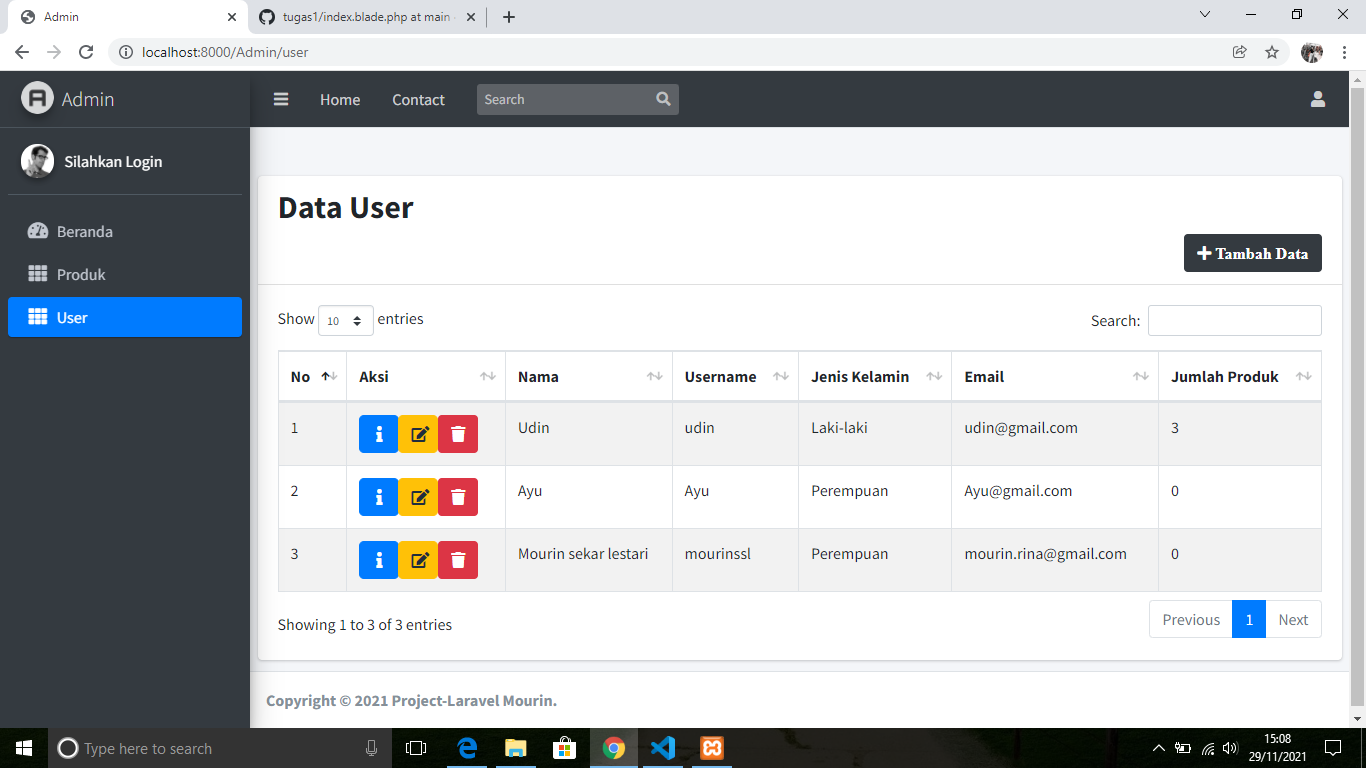 Admin
tugas1/index.blade.php at main
localhost:8000/Admin/user
Admin
Home Contact Search
Silahkan Login
Beranda
Produk
User
Data User
Tambah Data
Show 10 entries Search:
No Aksi Nama Username Jenis Kelamin Email Jumlah Produk
1 Udin udin Laki-laki udin@gmail.com 3
2 Ayu Ayu Perempuan Ayu@gmail.com 0
3 Mourin sekar lestari mourinssl Perempuan mourin.rina@gmail.com 0
Showing 1 to 3 of 3 entries Previous 1 Next
Copyright © 2021 Project-Laravel Mourin.
Type here to search
15:08
29/11/2021